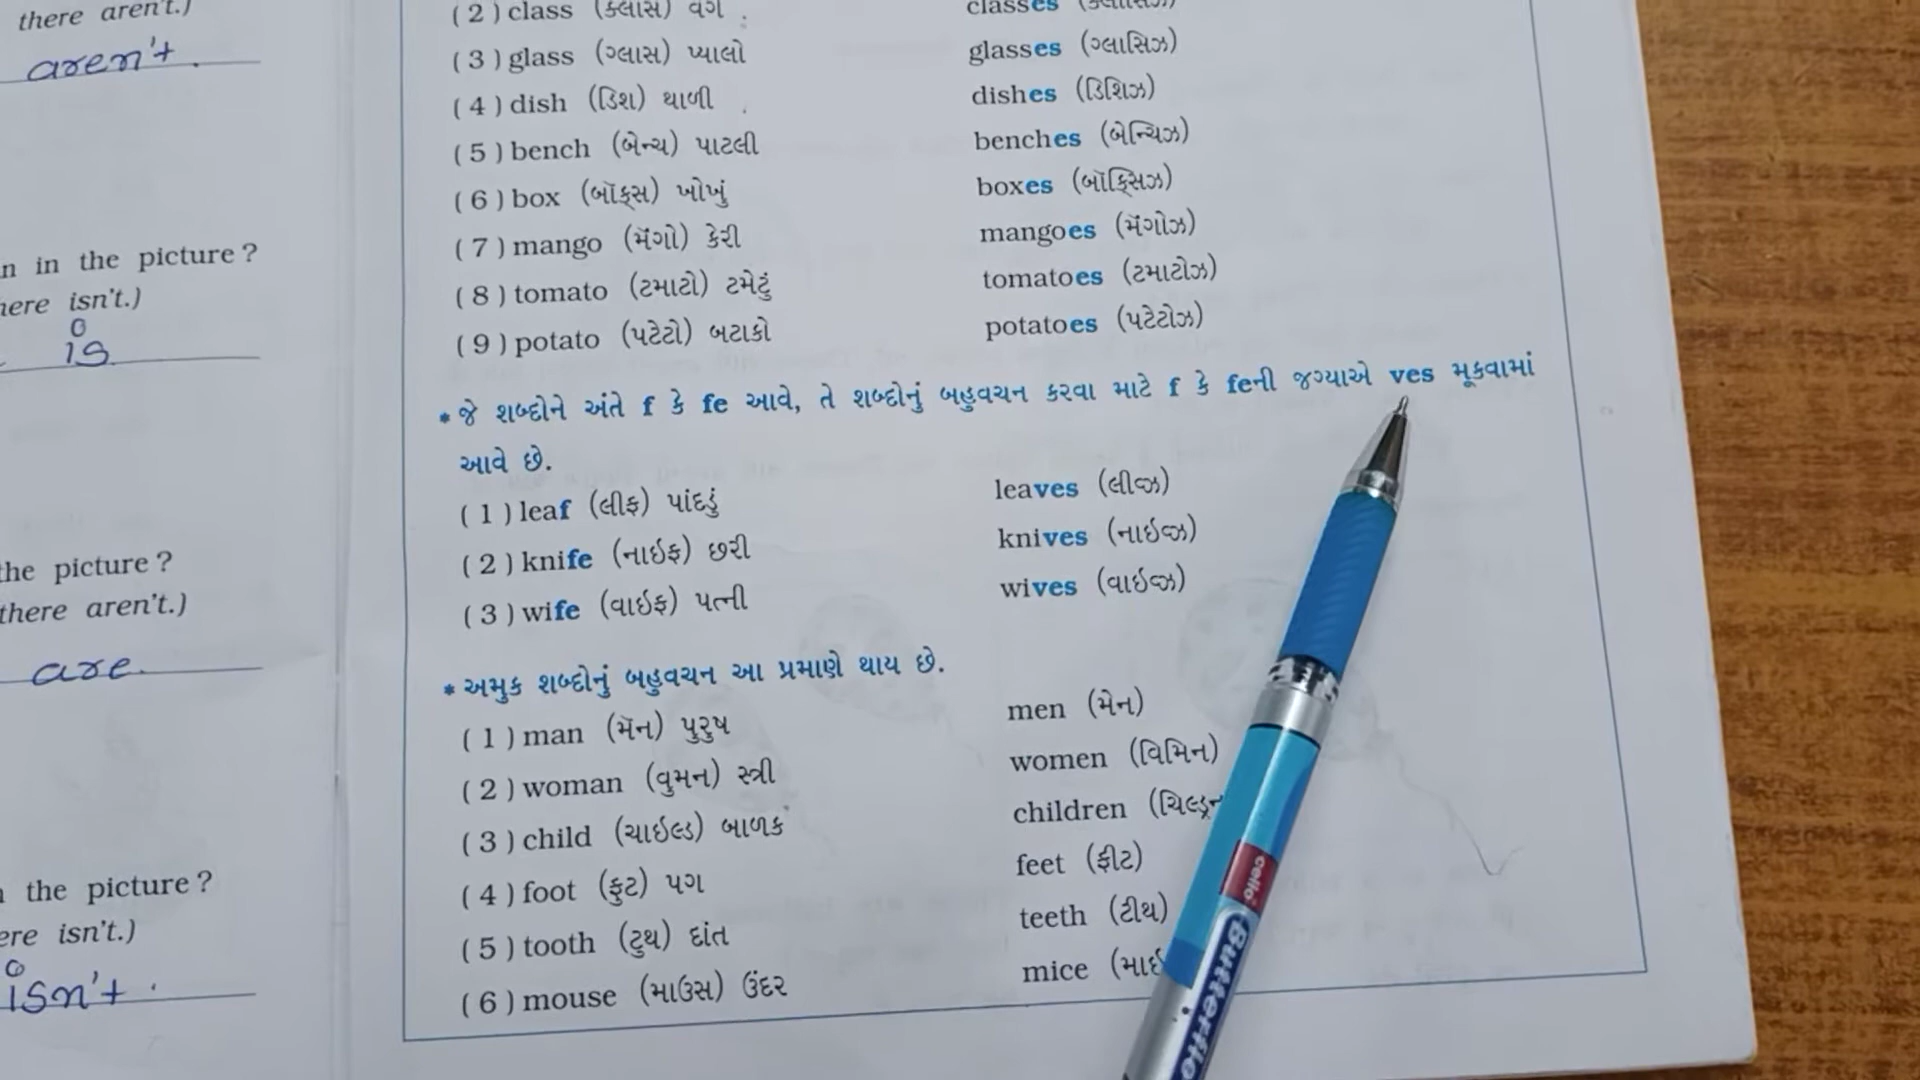 there aren't.)
aren't.
n in the picture ?
here isn't.)
is
the picture ?
there aren't.)
are.
the picture ?
ere isn't.)
isn't.
( 2 ) class (ક્લાસ) વર્ગ classes
( 3 ) glass (ગ્લાસ) પ્યાલો glasses (ગ્લાસિઝ)
( 4 ) dish (ડિશ) થાળી dishes (ડિશિઝ)
( 5 ) bench (બેન્ચ) પાટલી benches (બેન્ચિઝ)
( 6 ) box (બૉક્સ) ખોખું boxes (બૉક્સિઝ)
( 7 ) mango (મૅંગો) કેરી mangoes (મૅંગોઝ)
( 8 ) tomato (ટમાટો) ટમેટું tomatoes (ટમાટોઝ)
( 9 ) potato (પટેટો) બટાકો potatoes (પટેટોઝ)
* જે શબ્દોને અંતે f કે fe આવે, તે શબ્દોનું બહુવચન કરવા માટે f કે feની જગ્યાએ ves મૂકવામાં
આવે છે.
( 1 ) leaf (લીફ) પાંદડું leaves (લીવ્ઝ)
( 2 ) knife (નાઇફ) છરી knives (નાઇવ્ઝ)
( 3 ) wife (વાઇફ) પત્ની wives (વાઇવ્ઝ)
* અમુક શબ્દોનું બહુવચન આ પ્રમાણે થાય છે.
( 1 ) man (મૅન) પુરુષ men (મેન)
( 2 ) woman (વુમન) સ્ત્રી women (વિમિન)
( 3 ) child (ચાઇલ્ડ) બાળક children (ચિલ્ડ્રન
( 4 ) foot (ફુટ) પગ feet (ફીટ)
( 5 ) tooth (ટુથ) દાંત teeth (ટીથ)
( 6 ) mouse (માઉસ) ઉંદર mice (માઇ
cello
Butterflo